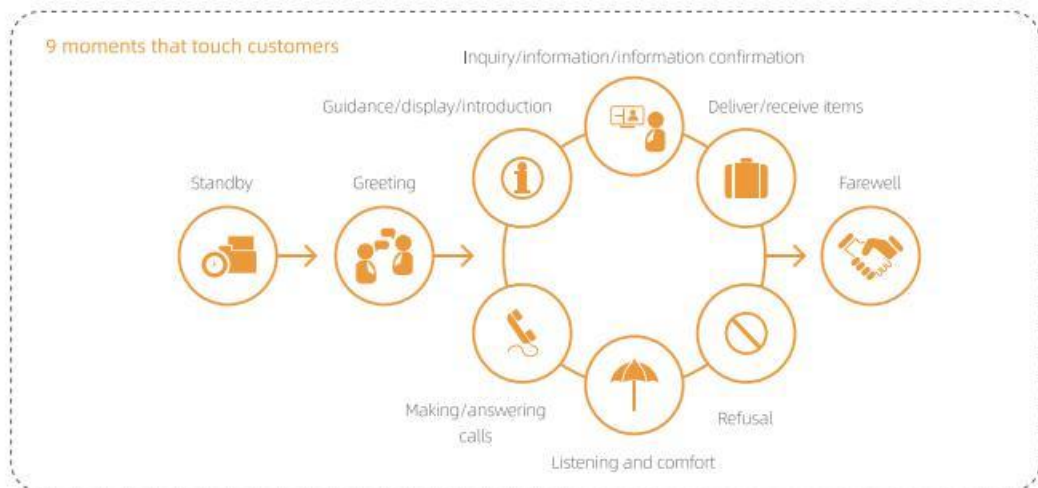 9 moments that touch customers
Inquiry/information/information confirmation
Guidance/display/introduction
Deliver/receive items
Standby
Greeting
Farewell
Making/answering
calls
Refusal
Listening and comfort